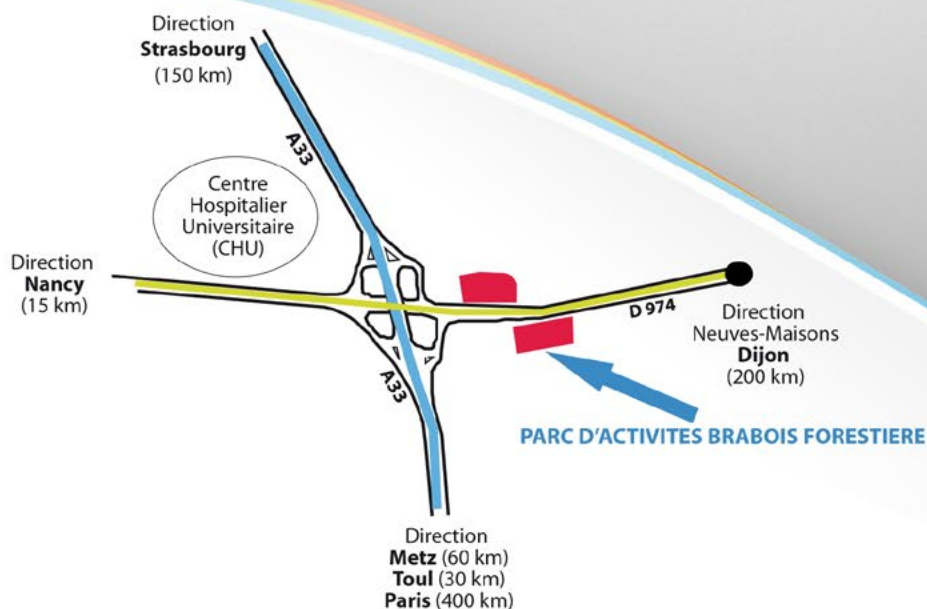 Direction
Strasbourg
(150 km)
A33
Centre
Hospitalier
Universitaire
(CHU)
Direction
Nancy
(15 km)
D 974
Direction
Neuves-Maisons
Dijon
(200 km)
A33
PARC D'ACTIVITES BRABOIS FORESTIERE
Direction
Metz (60 km)
Toul (30 km)
Paris (400 km)